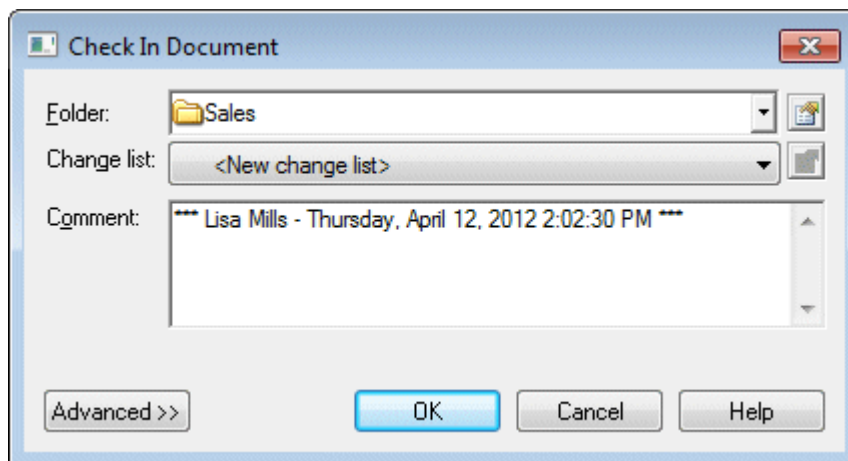 Check In Document
Folder: Sales
Change list: <New change list>
Comment: *** Lisa Mills - Thursday, April 12, 2012 2:02:30 PM ***
Advanced >> OK Cancel Help